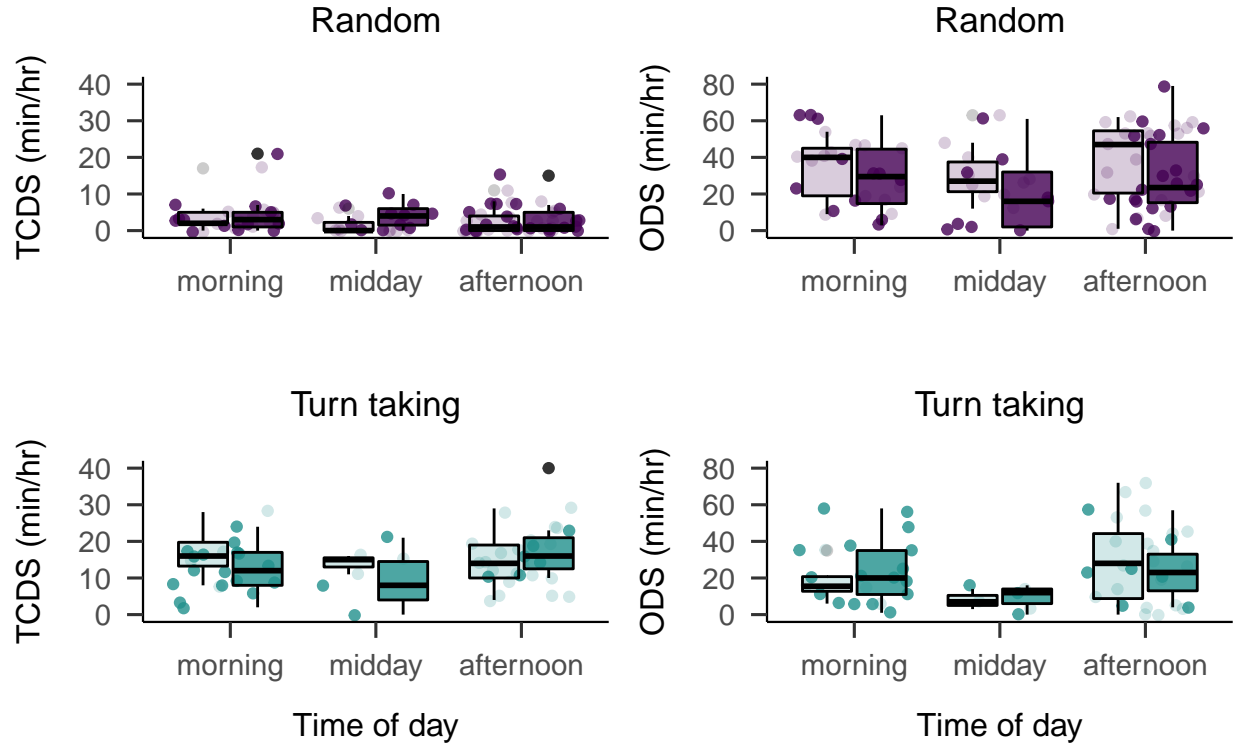 Random
TCDS (min/hr)
40
30
20
10
0
morning midday afternoon
Random
ODS (min/hr)
80
60
40
20
0
morning midday afternoon
Turn taking
TCDS (min/hr)
40
30
20
10
0
morning midday afternoon
Time of day
Turn taking
ODS (min/hr)
80
60
40
20
0
morning midday afternoon
Time of day